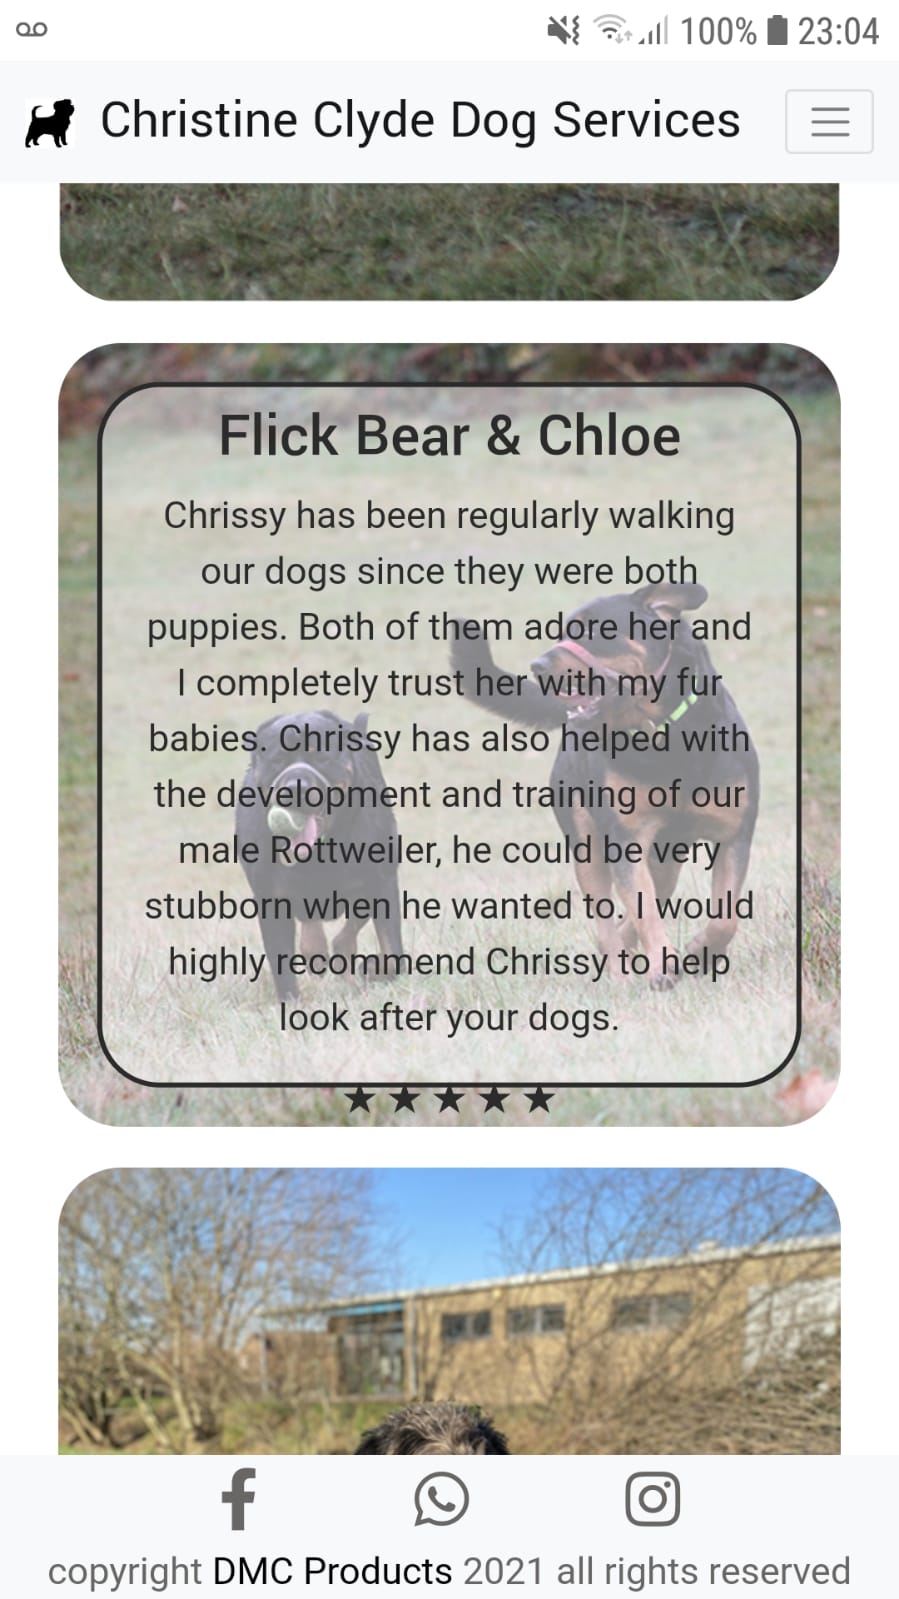 100% 23:04
Christine Clyde Dog Services
Flick Bear & Chloe
Chrissy has been regularly walking
our dogs since they were both
puppies. Both of them adore her and
I completely trust her with my fur
babies. Chrissy has also helped with
the development and training of our
male Rottweiler, he could be very
stubborn when he wanted to. I would
highly recommend Chrissy to help
look after your dogs.
★ ★ ★ ★ ★
copyright DMC Products 2021 all rights reserved